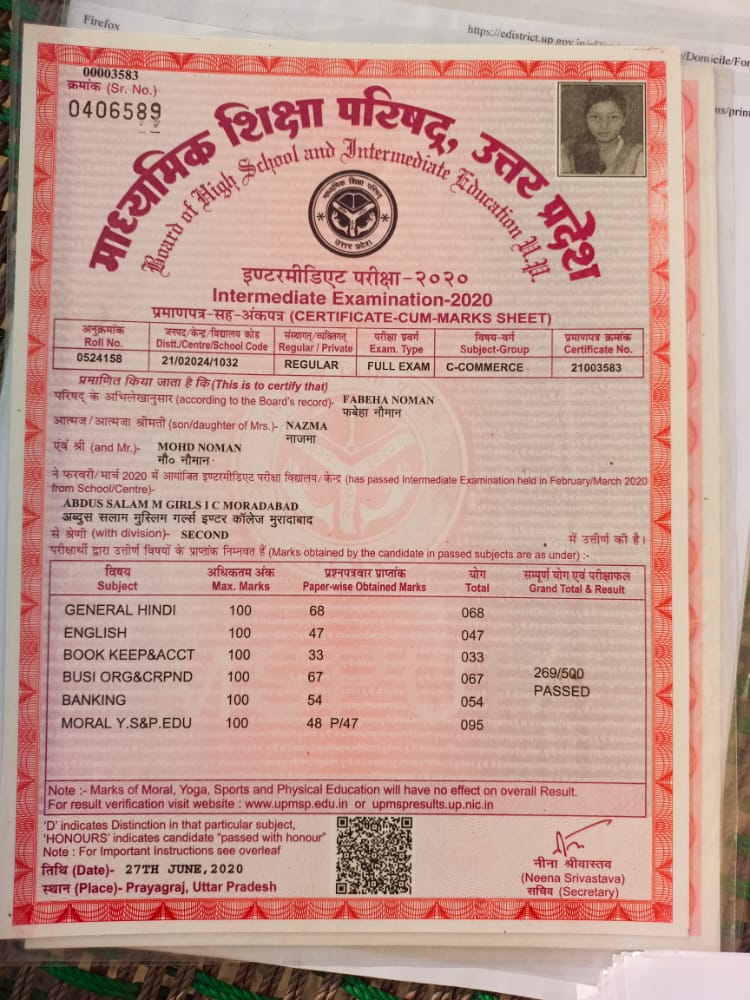 Firefox
https://edistrict.up.gov.in/
/Domicile/For
ns/prin
00003583
क्रमांक (Sr. No.)
0406589
माध्यमिक शिक्षा परिषद्, उत्तर प्रदेश
Board of High School and Intermediate Education U.P.
माध्यमिक शिक्षा परिषद्
उत्तर प्रदेश
इण्टरमीडिएट परीक्षा-२०२०
Intermediate Examination-2020
प्रमाणपत्र-सह-अंकपत्र (CERTIFICATE-CUM-MARKS SHEET)
अनुक्रमांक जनपद/केन्द्र/विद्यालय कोड संस्थागत/व्यक्तिगत परीक्षा प्रवर्ग विषय-वर्ग प्रमाणपत्र क्रमांक
Roll No. Distt./Centre/School Code Regular / Private Exam. Type Subject-Group Certificate No.
0524158 21/02024/1032 REGULAR FULL EXAM C-COMMERCE 21003583
प्रमाणित किया जाता है कि (This is to certify that)
परिषद् के अभिलेखानुसार (according to the Board's record)- FABEHA NOMAN
फबेहा नौमान
आत्मज/आत्मजा श्रीमती (son/daughter of Mrs.)- NAZMA
नाजमा
एवं श्री (and Mr.)- MOHD NOMAN
मौ० नौमान
ने फरवरी/मार्च 2020 में आयोजित इण्टरमीडिएट परीक्षा विद्यालय/केन्द्र (has passed Intermediate Examination held in February/March 2020
from School/Centre)-
ABDUS SALAM M GIRLS I C MORADABAD
अब्दुस सलाम मुस्लिम गर्ल्स इण्टर कॉलेज मुरादाबाद
से श्रेणी (with division)- SECOND में उत्तीर्ण की है।
परीक्षार्थी द्वारा उत्तीर्ण विषयों के प्राप्तांक निम्नवत हैं (Marks obtained by the candidate in passed subjects are as under) :-
विषय अधिकतम अंक प्रश्नपत्रवार प्राप्तांक योग सम्पूर्ण योग एवं परीक्षाफल
Subject Max. Marks Paper-wise Obtained Marks Total Grand Total & Result
GENERAL HINDI 100 68 068
ENGLISH 100 47 047
BOOK KEEP&ACCT 100 33 033
BUSI ORG&CRPND 100 67 067 269/500
BANKING 100 54 054 PASSED
MORAL Y.S&P.EDU 100 48 P/47 095
Note :- Marks of Moral, Yoga, Sports and Physical Education will have no effect on overall Result.
For result verification visit website : www.upmsp.edu.in or upmspresults.up.nic.in
'D' indicates Distinction in that particular subject,
'HONOURS' indicates candidate "passed with honour"
Note : For Important Instructions see overleaf
तिथि (Date)- 27TH JUNE,2020
स्थान (Place)- Prayagraj, Uttar Pradesh
नीना श्रीवास्तव
(Neena Srivastava)
सचिव (Secretary)